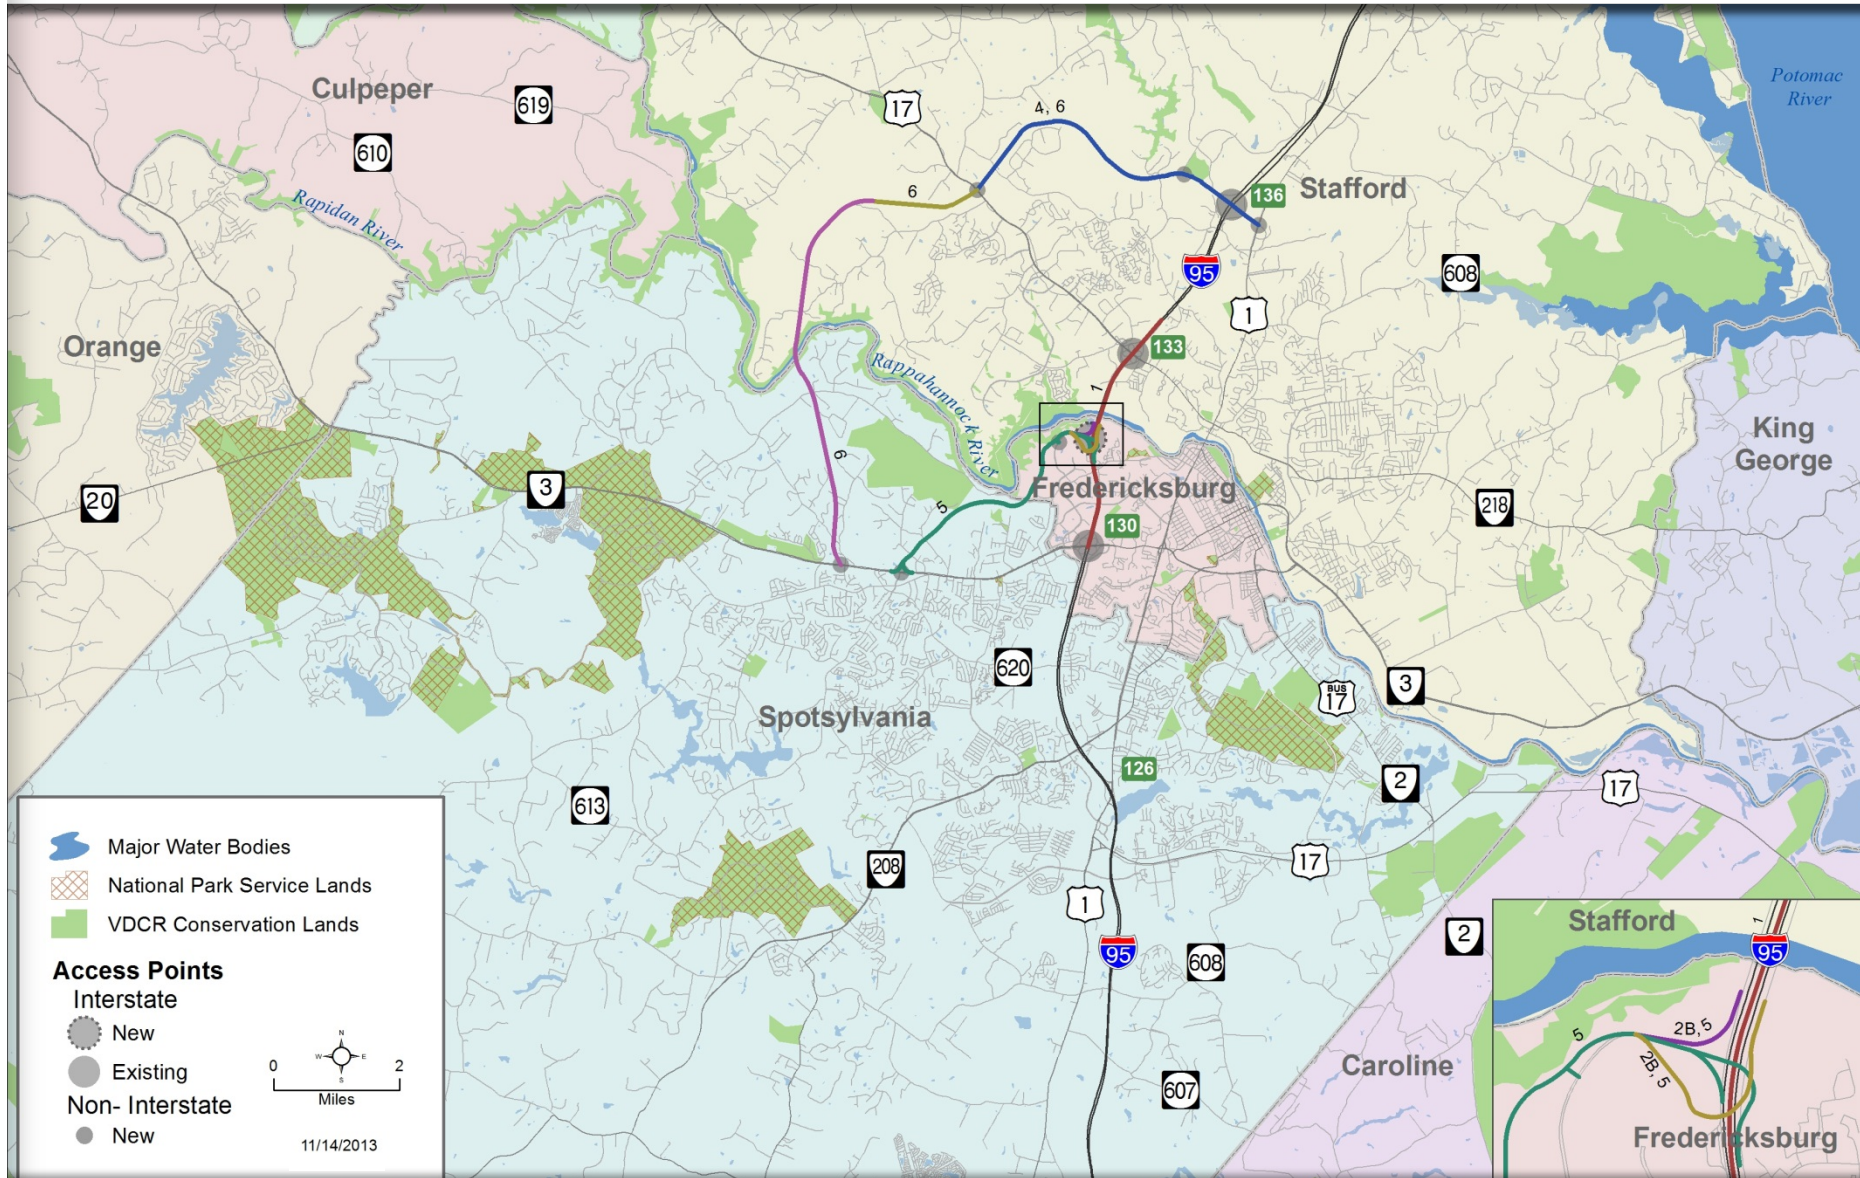 Culpeper
619
610
17
4, 6
Potomac
River
6
Stafford
136
Rapidan River
95
608
1
Orange
133
Rappahannock River
1
King
George
6
3
20
5
Fredericksburg
218
130
620
3
BUS
17
Spotsylvania
126
2
17
613
17
208
1
2
95
608
Caroline
607
Major Water Bodies
National Park Service Lands
VDCR Conservation Lands
Access Points
Interstate
New
Existing
Non- Interstate
New
N
W
E
S
0
2
Miles
11/14/2013
Stafford
1
95
5
2B, 5
2B, 5
Fredericksburg